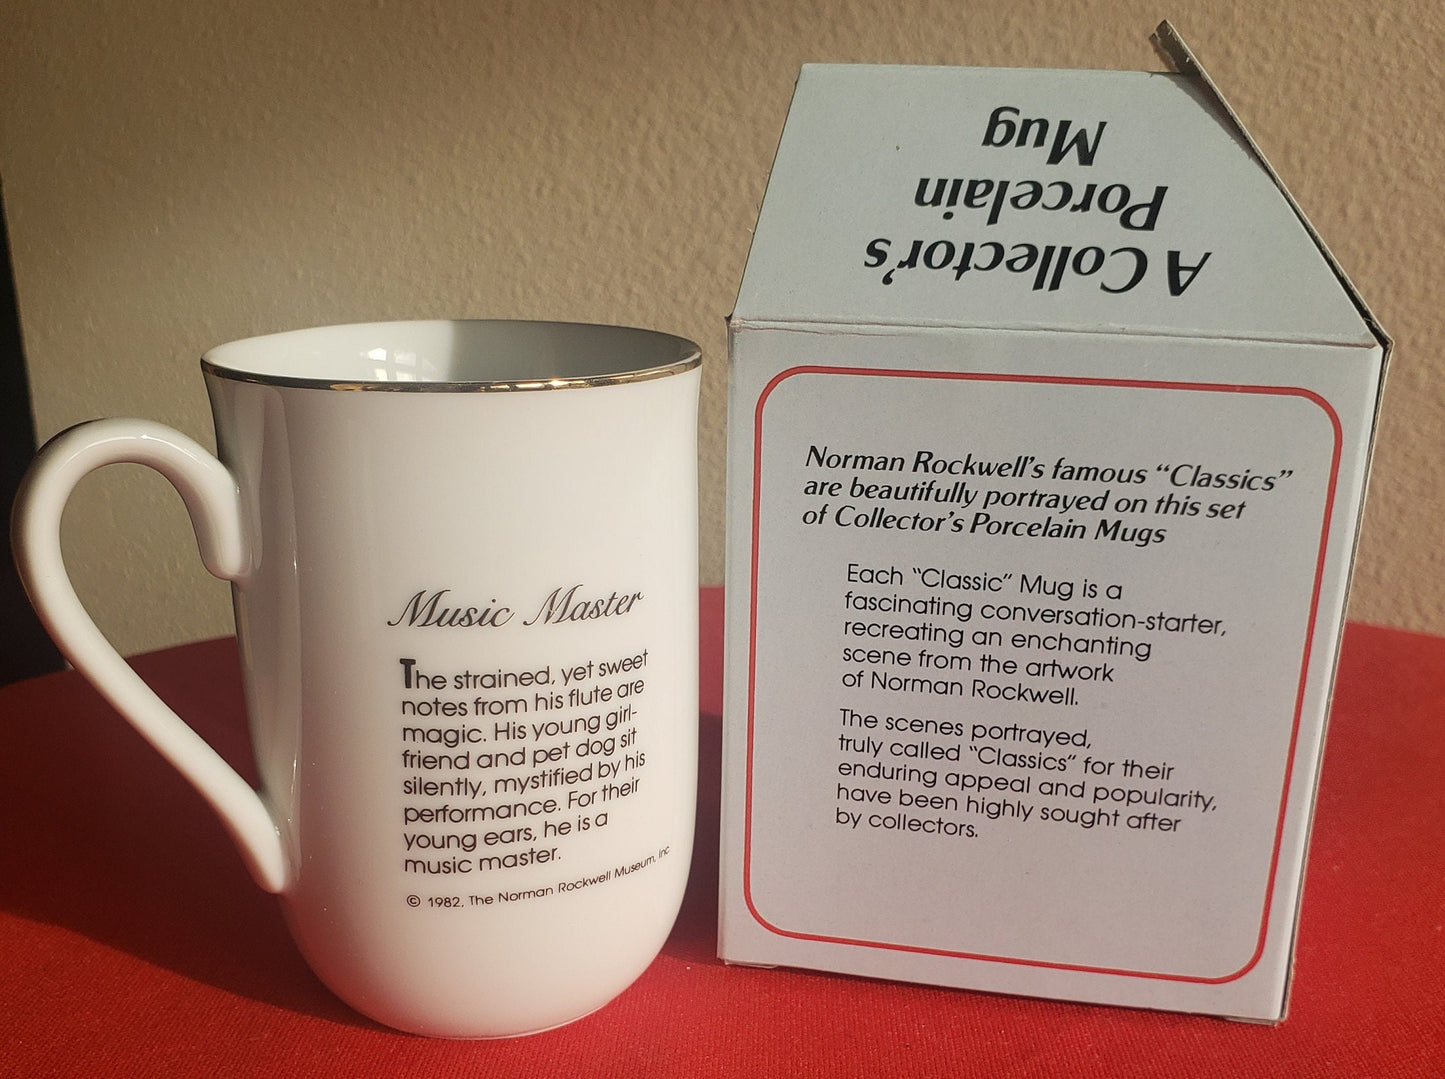 Music Master
The strained, yet sweet
notes from his flute are
magic. His young girl-
friend and pet dog sit
silently, mystified by his
performance. For their
young ears, he is a
music master.
© 1982, The Norman Rockwell Museum, Inc
A Collector's
Porcelain
Mug
Norman Rockwell's famous “Classics”
are beautifully portrayed on this set
of Collector's Porcelain Mugs
Each “Classic” Mug is a
fascinating conversation-starter,
recreating an enchanting
scene from the artwork
of Norman Rockwell.
The scenes portrayed,
truly called “Classics” for their
enduring appeal and popularity,
have been highly sought after
by collectors.